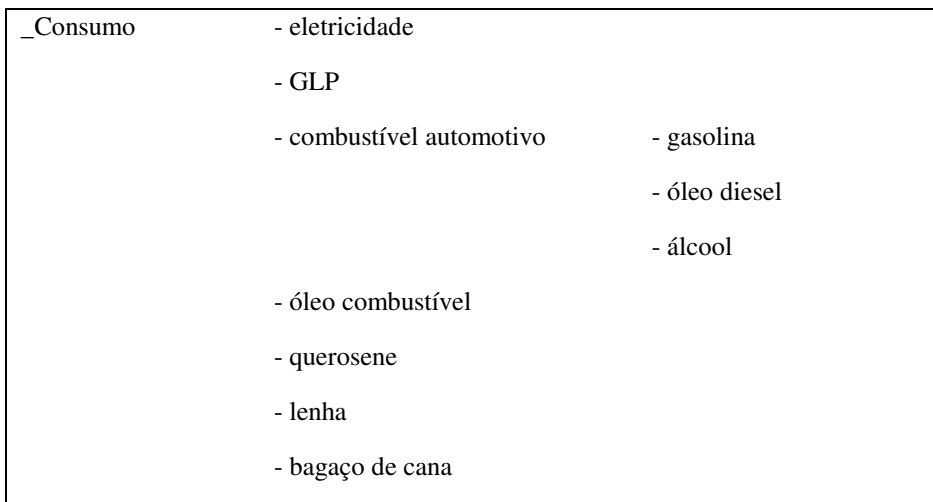 _Consumo - eletricidade
- GLP
- combustível automotivo - gasolina
- óleo diesel
- álcool
- óleo combustível
- querosene
- lenha
- bagaço de cana